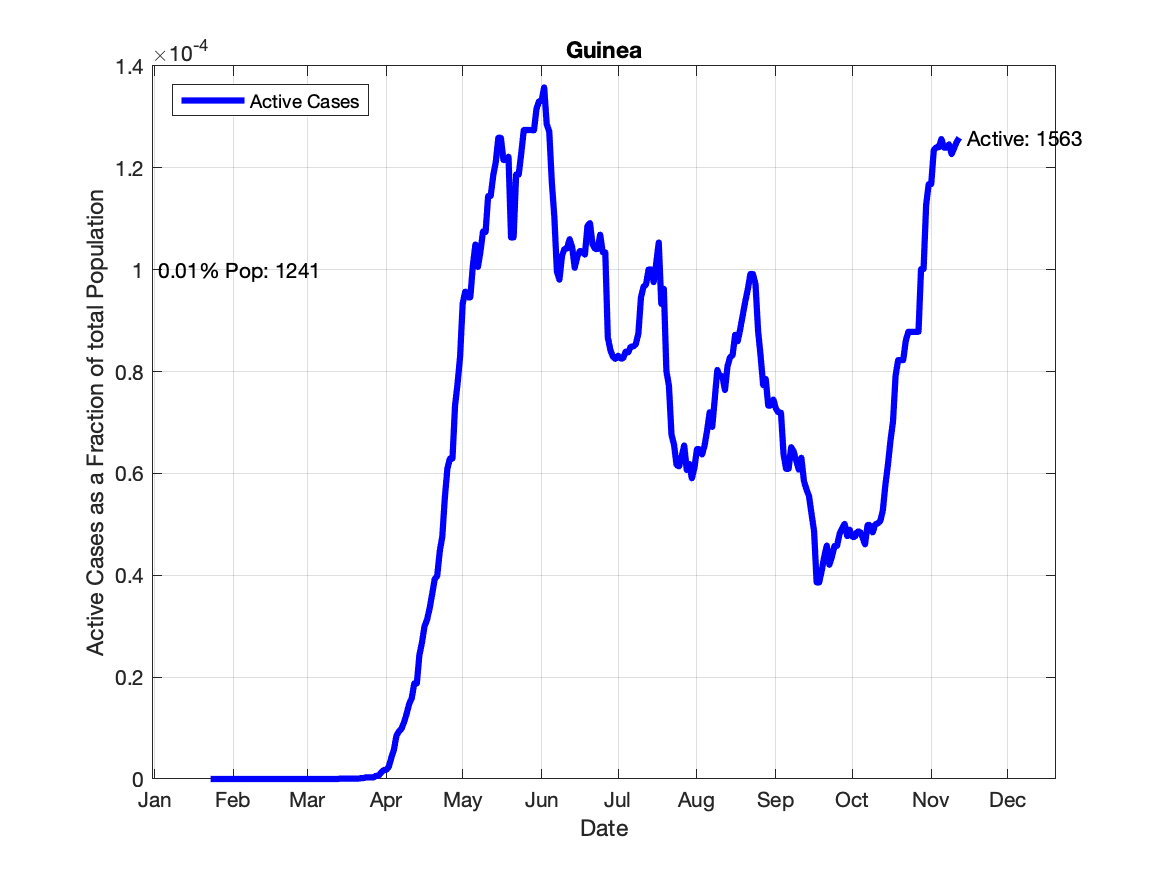 Guinea
×10-4
Active Cases
Active: 1563
0.01% Pop: 1241
1.4
1.2
1
0.8
0.6
0.4
0.2
0
Active Cases as a Fraction of total Population
Jan Feb Mar Apr May Jun Jul Aug Sep Oct Nov Dec
Date